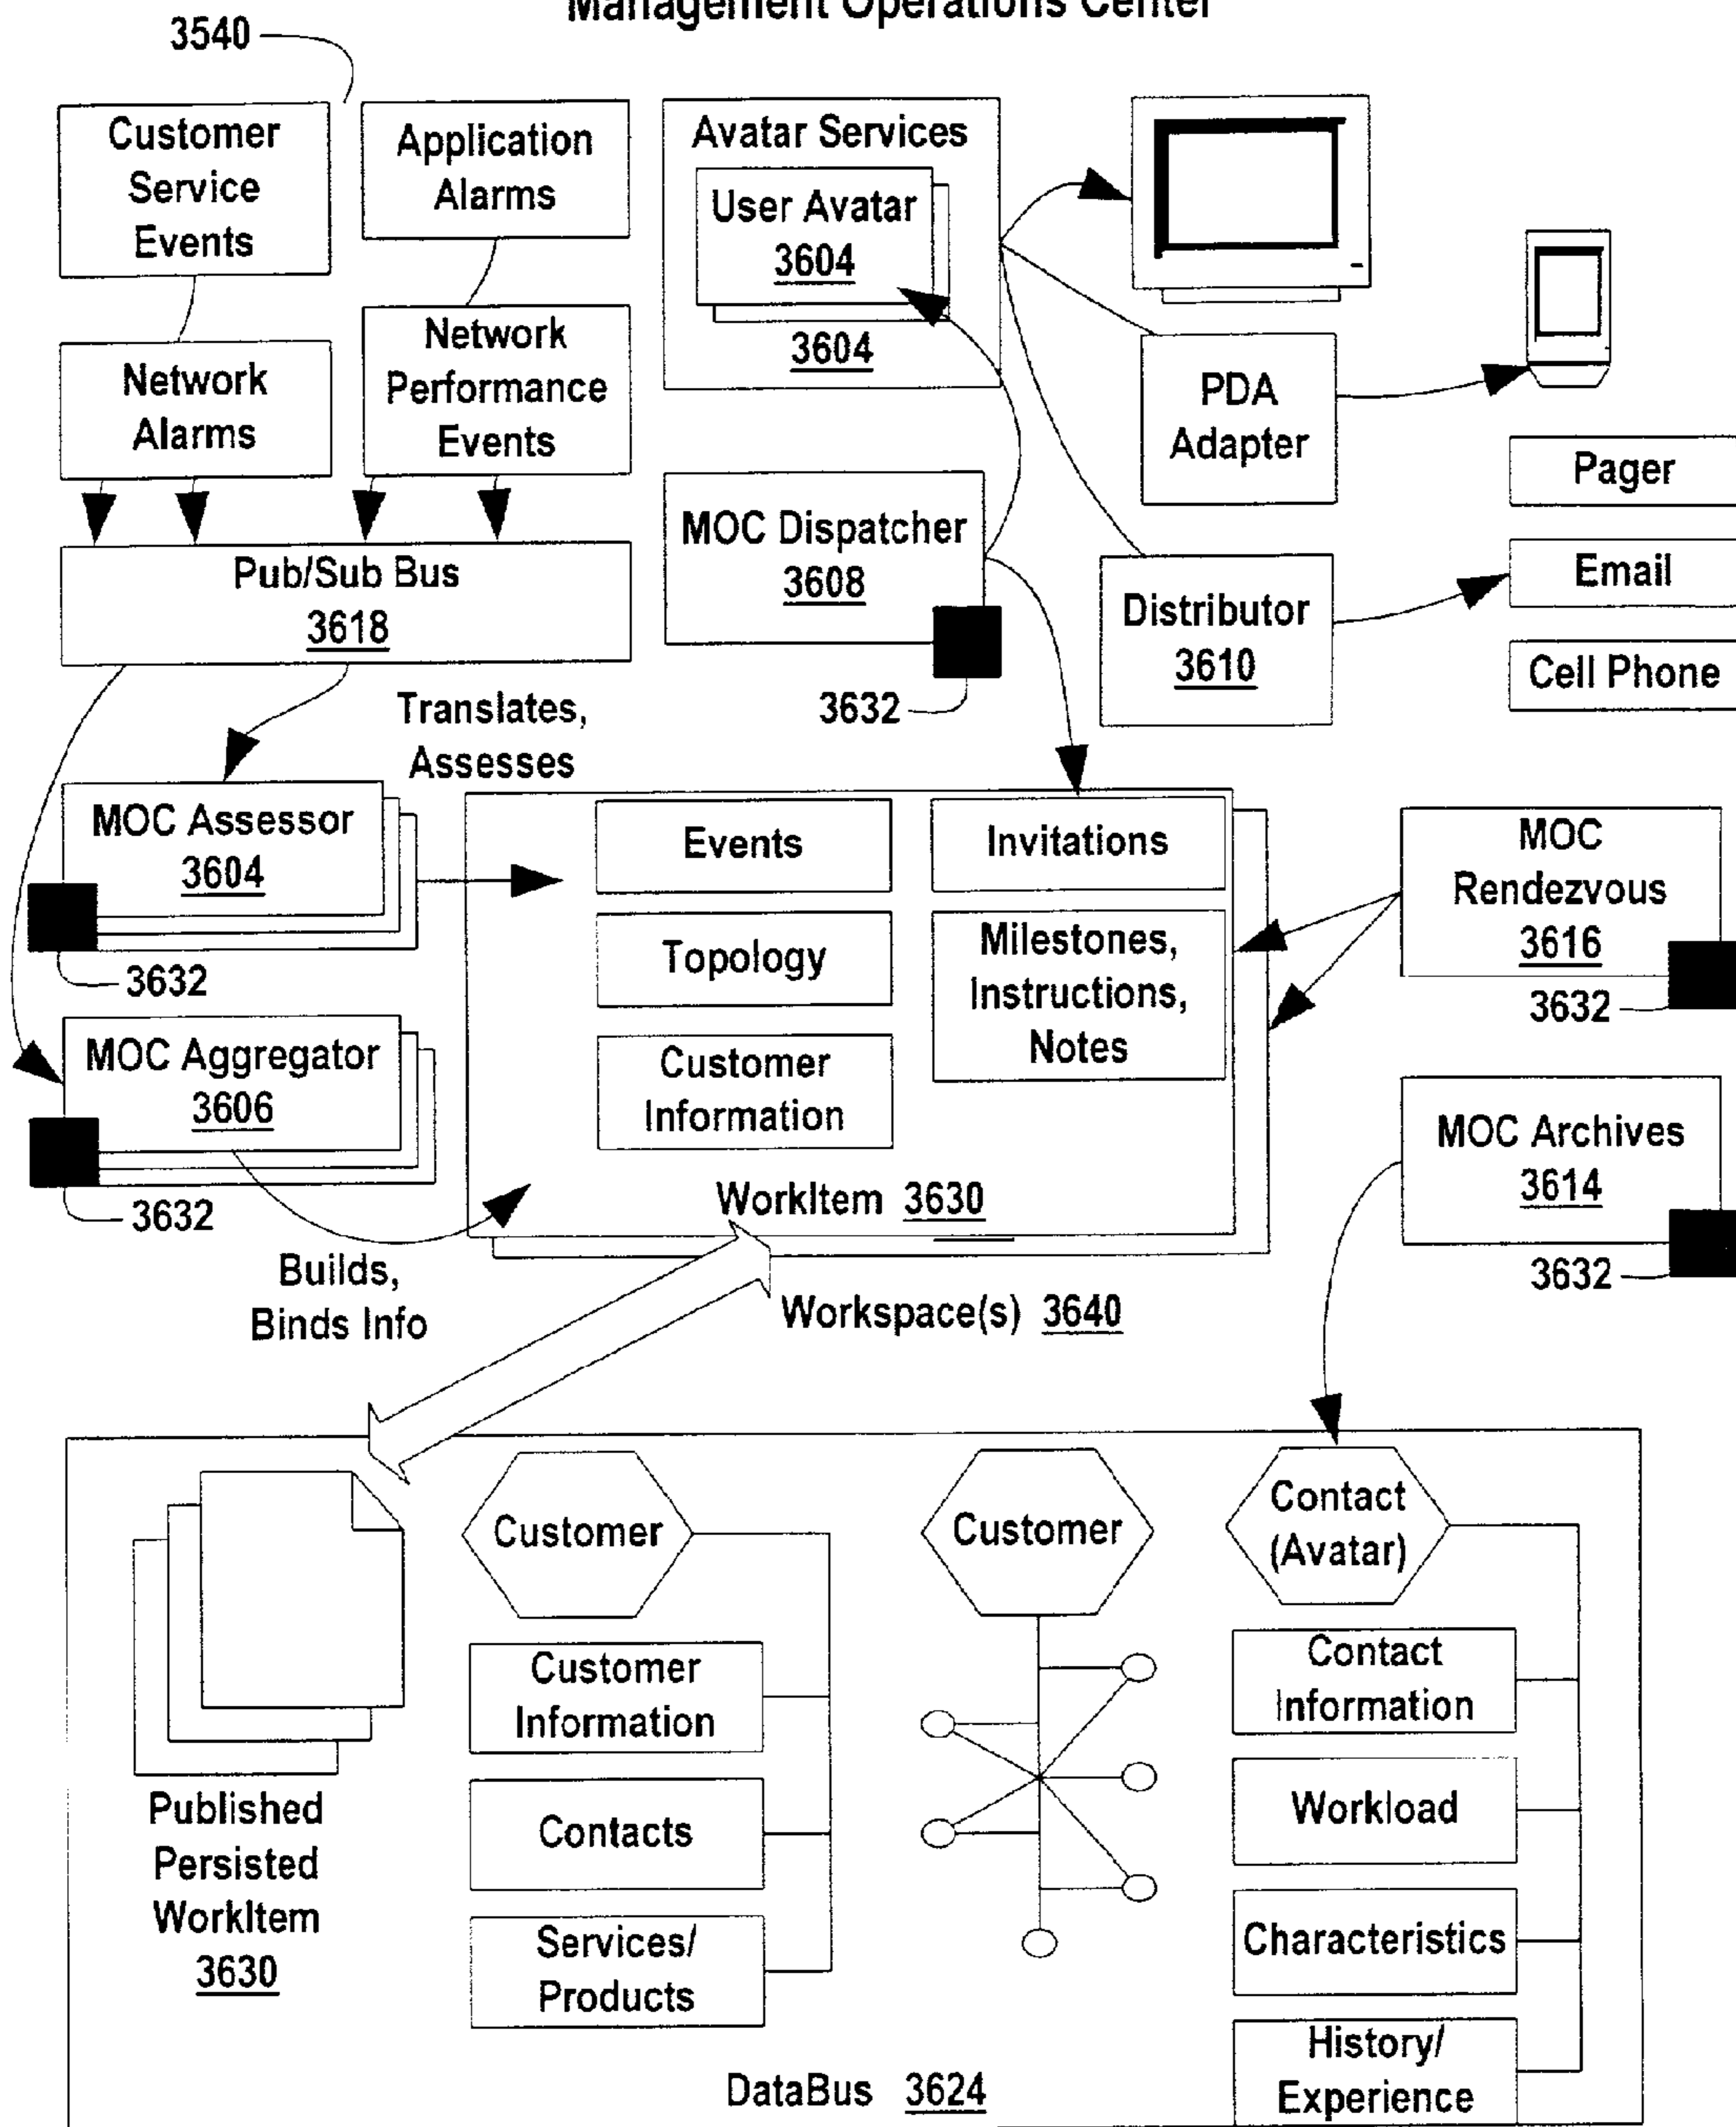 Management Operations Center
3540
Customer
Service
Events
Application
Alarms
Avatar Services
User Avatar
3604
3604
Network
Alarms
Network
Performance
Events
PDA
Adapter
Pager
Email
Cell Phone
Pub/Sub Bus
3618
MOC Dispatcher
3608
3632
Distributor
3610
Translates,
Assesses
MOC Assessor
3604
3632
MOC Aggregator
3606
3632
Builds,
Binds Info
Events
Topology
Customer
Information
Invitations
Milestones,
Instructions,
Notes
WorkItem 3630
Workspace(s) 3640
MOC
Rendezvous
3616
3632
MOC Archives
3614
3632
Published
Persisted
WorkItem
3630
Customer
Customer
Information
Contacts
Services/
Products
Customer
Contact
(Avatar)
Contact
Information
Workload
Characteristics
History/
Experience
DataBus 3624